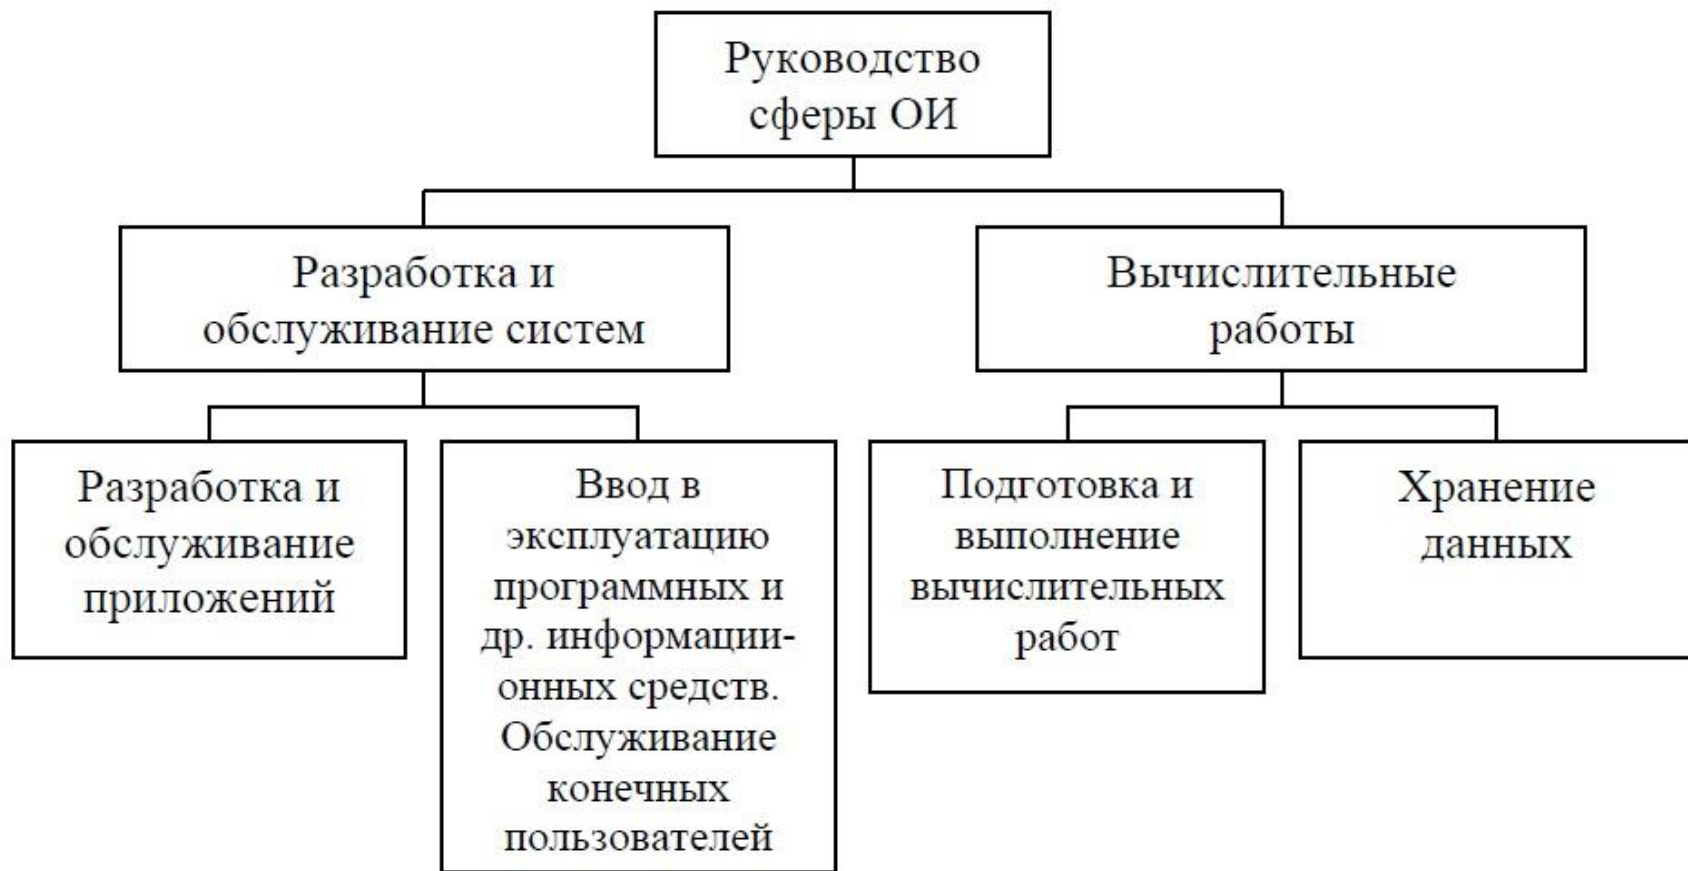 Руководство
сферы ОИ
Разработка и
обслуживание систем
Вычислительные
работы
Разработка и
обслуживание
приложений
Ввод в
эксплуатацию
программных и
др. информаци-
онных средств.
Обслуживание
конечных
пользователей
Подготовка и
выполнение
вычислительных
работ
Хранение
данных